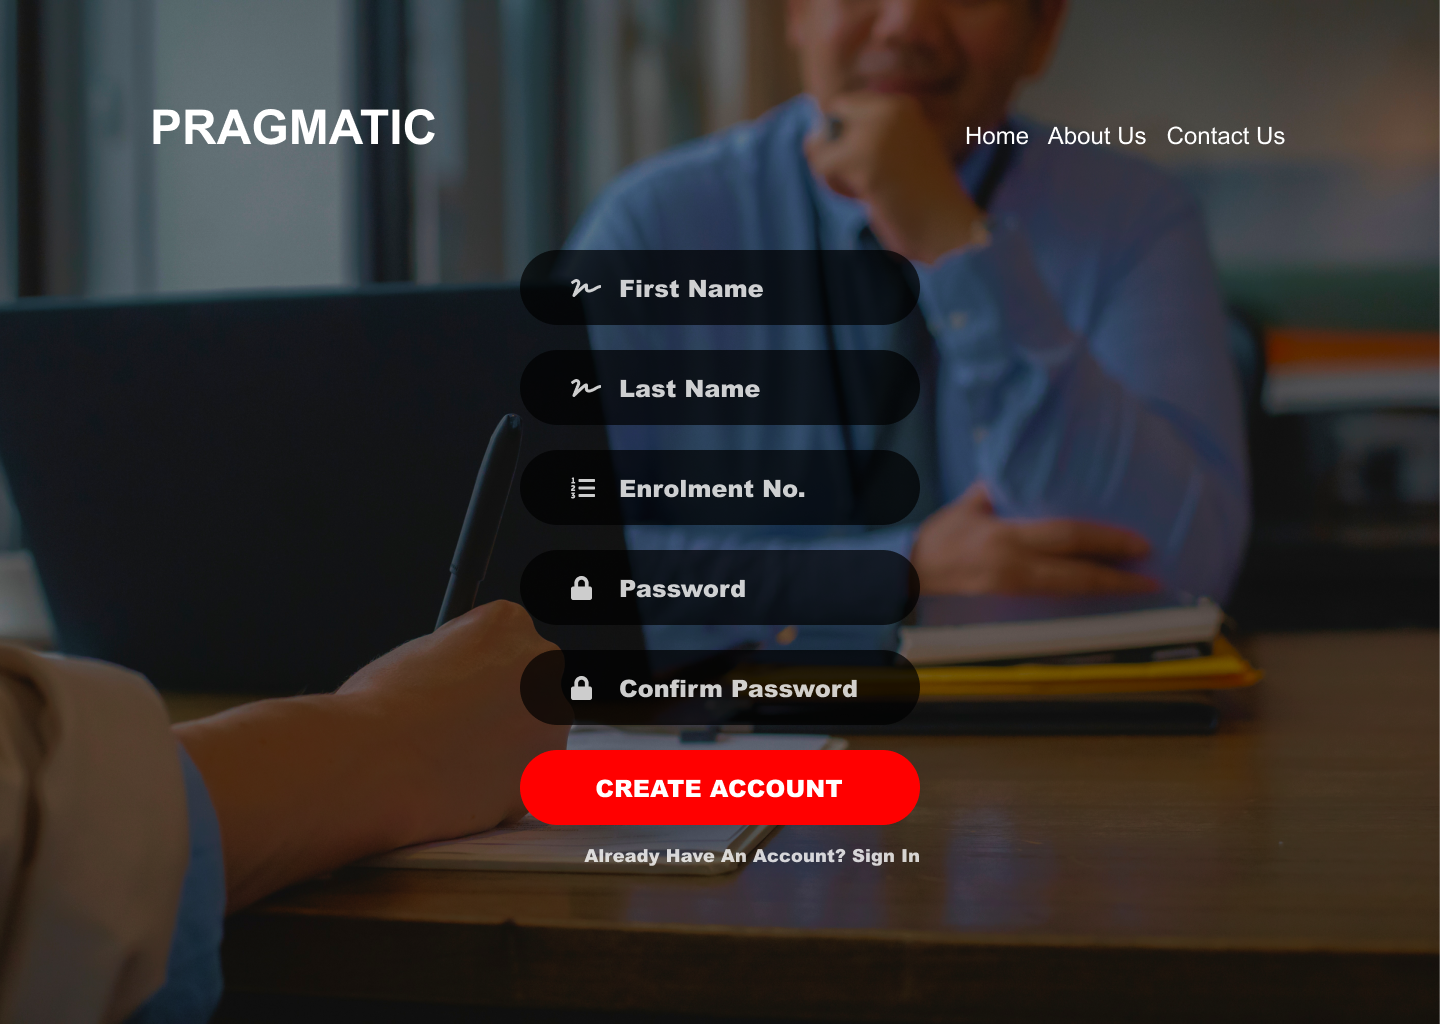 PRAGMATIC
Home About Us Contact Us
First Name
Last Name
Enrolment No.
Password
Confirm Password
CREATE ACCOUNT
Already Have An Account? Sign In